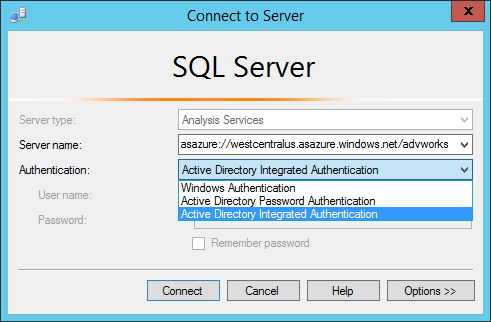 Connect to Server
x
SQL Server
Server type:
Analysis Services
Server name:
asazure://westcentralus.asazure.windows.net/advworks
Authentication:
Active Directory Integrated Authentication
Windows Authentication
Active Directory Password Authentication
Active Directory Integrated Authentication
User name:
Password:
Remember password
Connect
Cancel
Help
Options >>